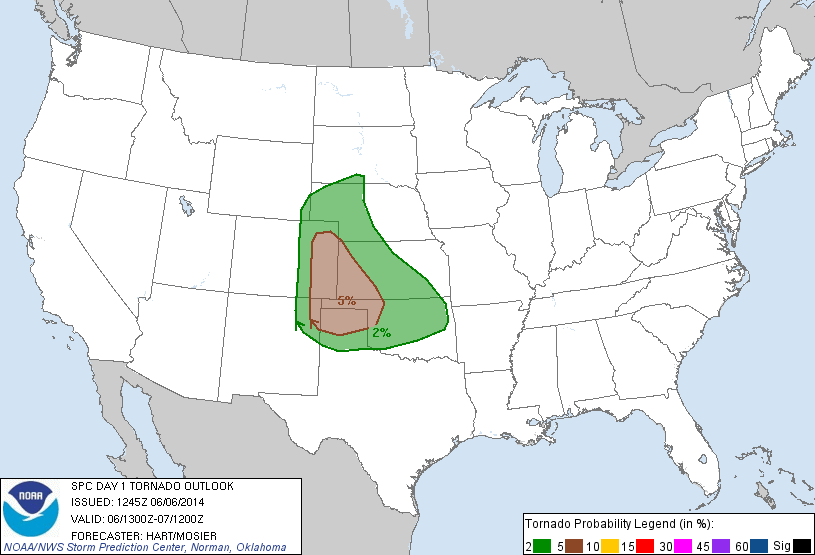 5%
2%
NOAA
SPC DAY 1 TORNADO OUTLOOK
ISSUED: 1245Z 06/06/2014
VALID: 06/1300Z-07/1200Z
FORECASTER: HART/MOSIER
NOAA/NWS Storm Prediction Center, Norman, Oklahoma
Tornado Probability Legend (in %):
2 5 10 15 30 45 60 Sig